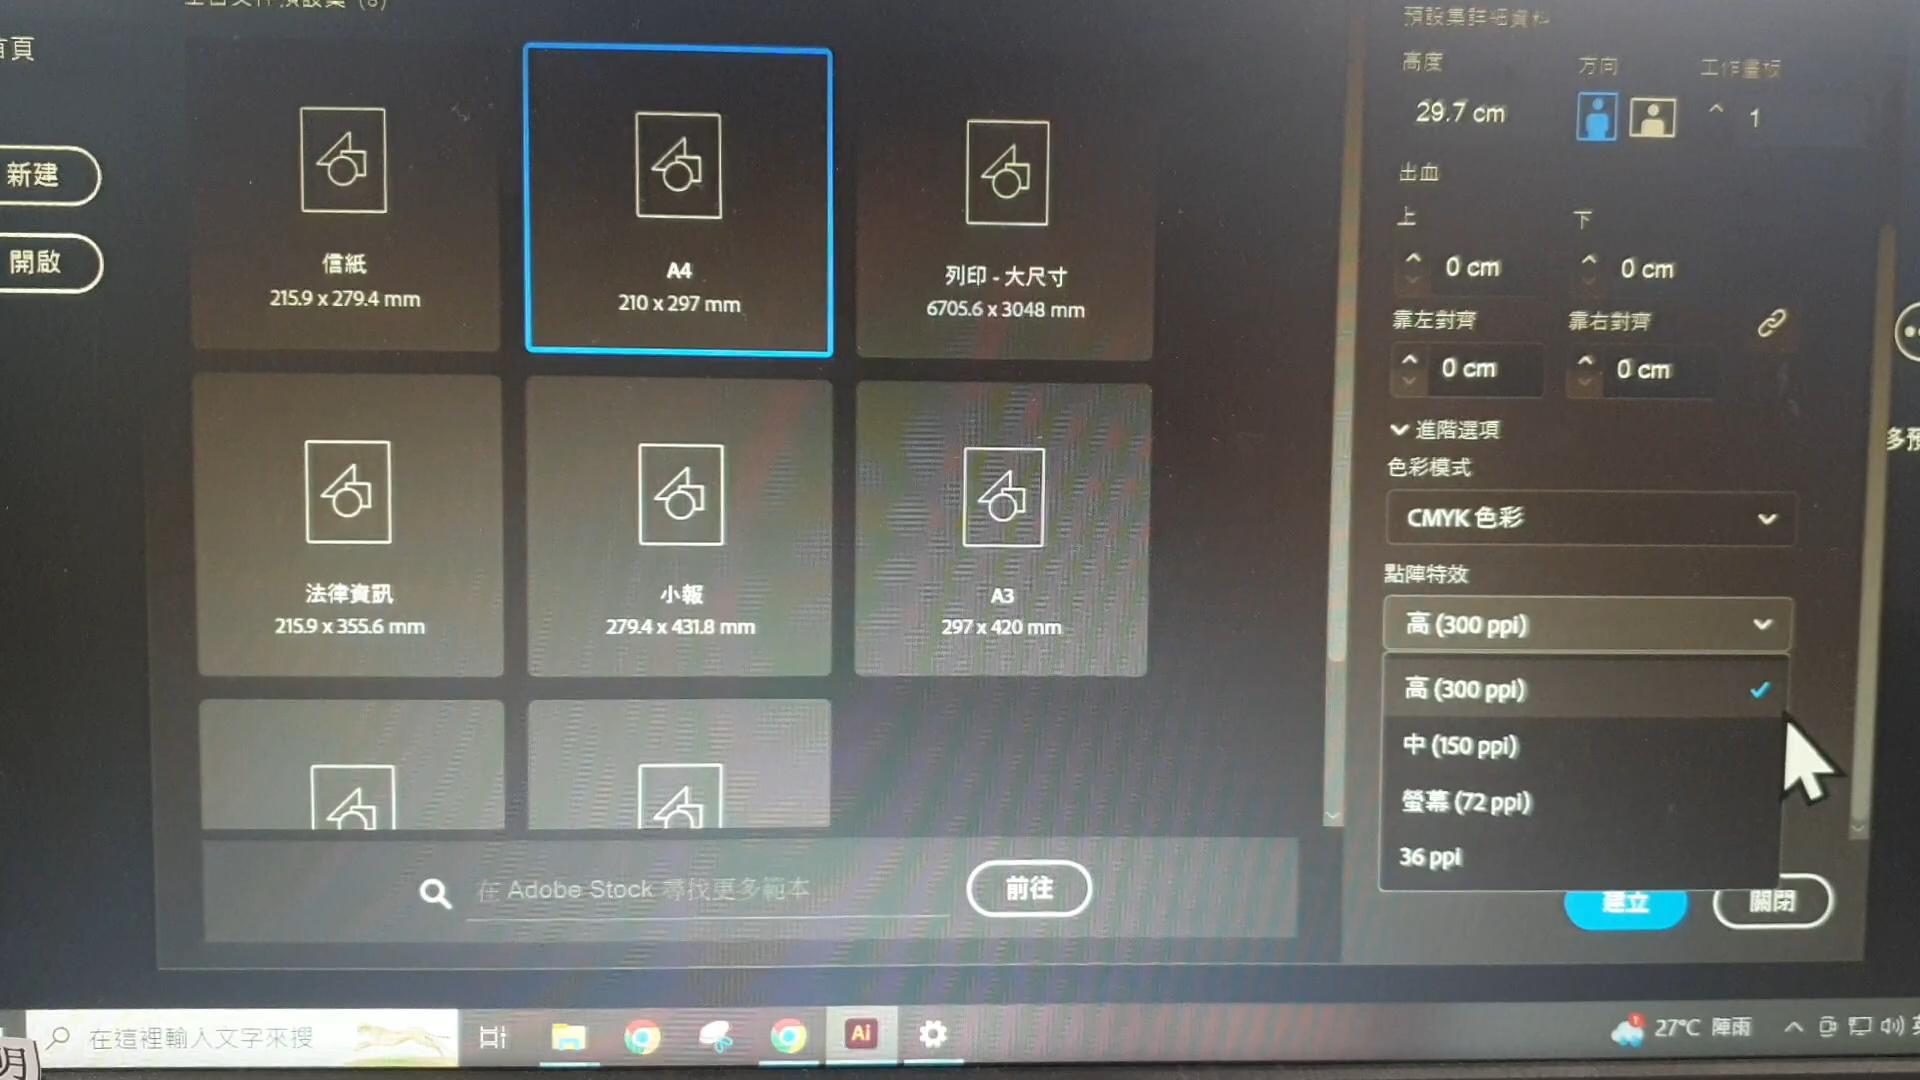 預設集詳細資料
高度
方向
工作畫板
29.7 cm
1
出血
上
下
0 cm
0 cm
靠左對齊
靠右對齊
0 cm
0 cm
進階選項
色彩模式
CMYK 色彩
點陣特效
高 (300 ppi)
高 (300 ppi)
中 (150 ppi)
螢幕 (72 ppi)
36 ppi
建立
關閉
新建
開啟
信紙
215.9 x 279.4 mm
A4
210 x 297 mm
列印 - 大尺寸
6705.6 x 3048 mm
法律資訊
215.9 x 355.6 mm
小報
279.4 x 431.8 mm
A3
297 x 420 mm
在 Adobe Stock 尋找更多範本
前往
在這裡輸入文字來搜
Ai
27°C 陣雨